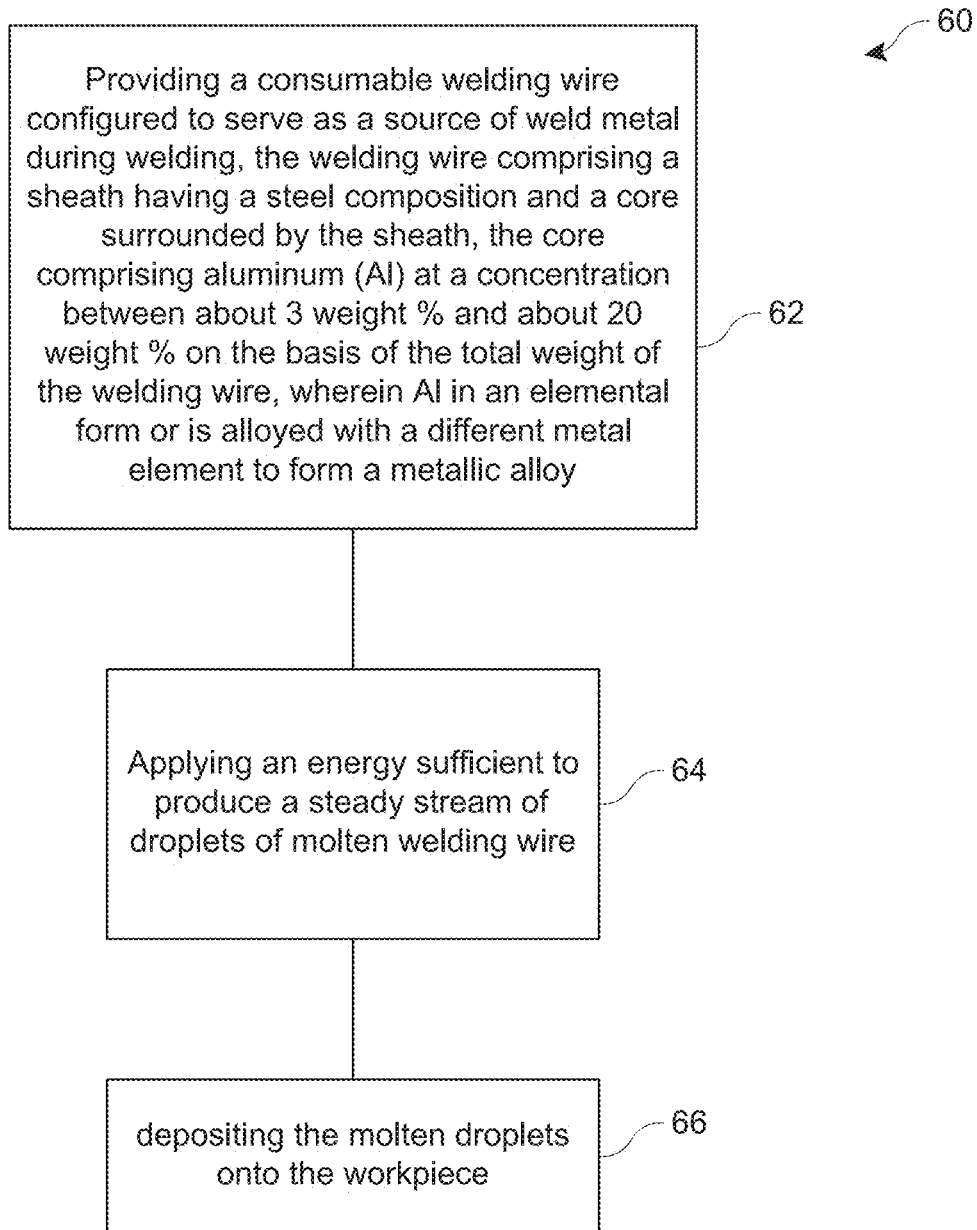 60
Providing a consumable welding wire
configured to serve as a source of weld metal
during welding, the welding wire comprising a
sheath having a steel composition and a core
surrounded by the sheath, the core
comprising aluminum (Al) at a concentration
between about 3 weight % and about 20
weight % on the basis of the total weight of
the welding wire, wherein Al in an elemental
form or is alloyed with a different metal
element to form a metallic alloy
62
Applying an energy sufficient to
produce a steady stream of
droplets of molten welding wire
64
depositing the molten droplets
onto the workpiece
66